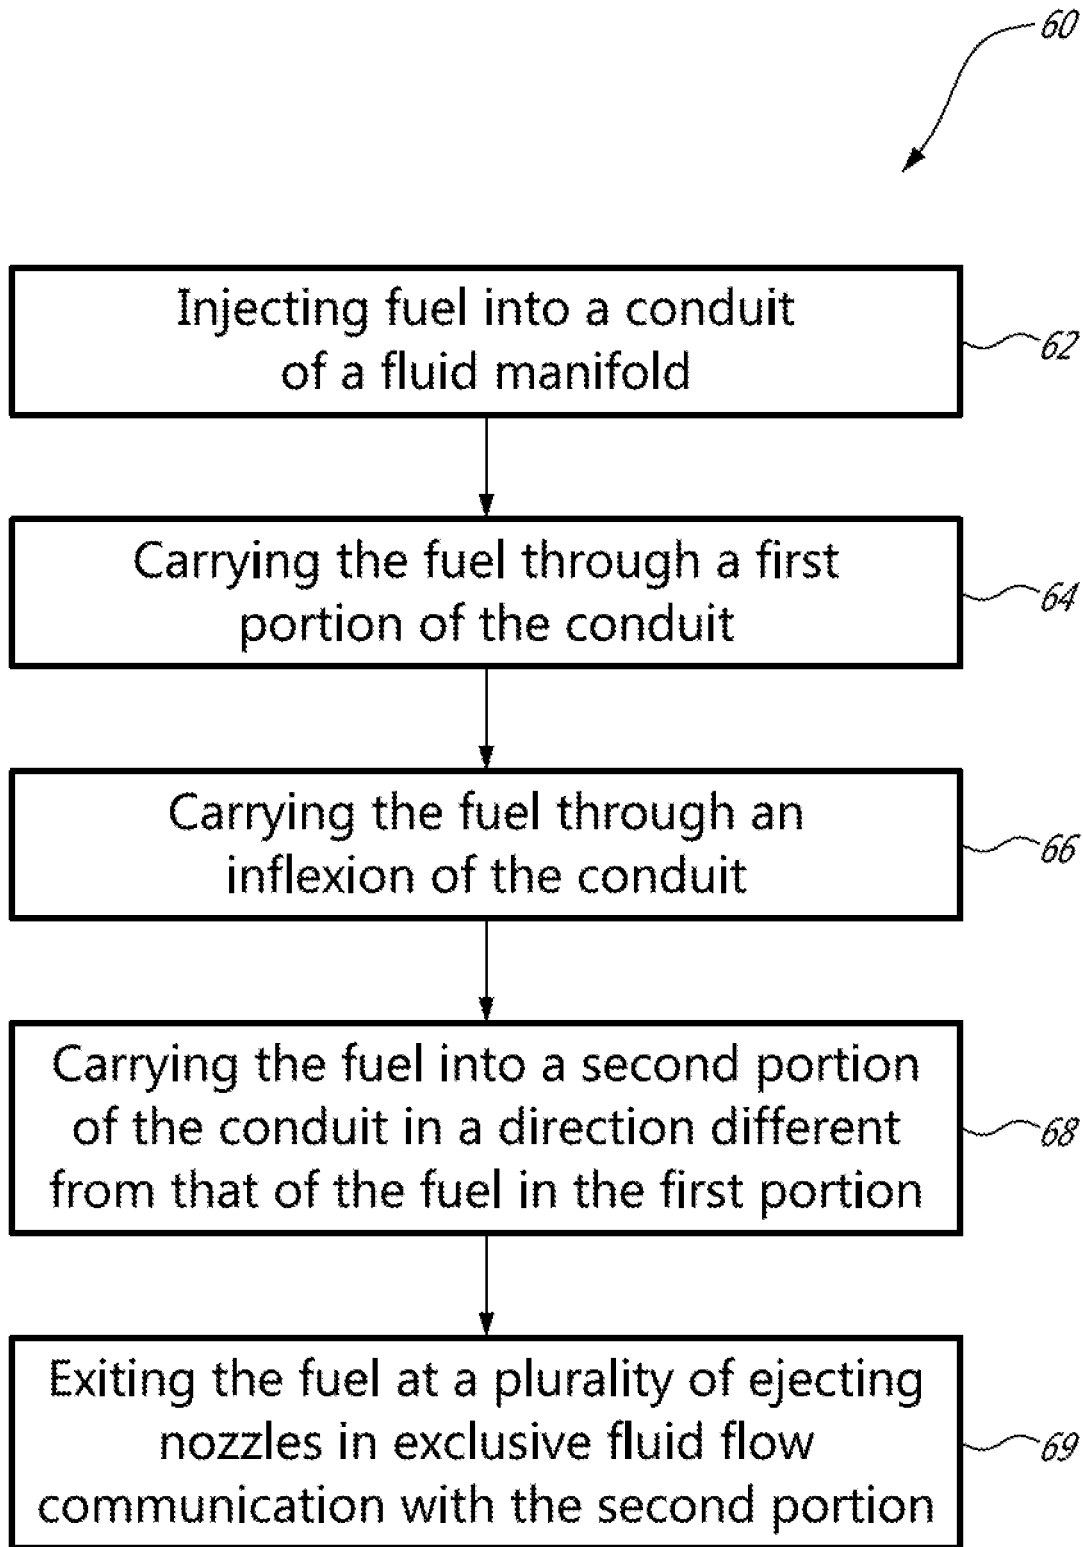 60
Injecting fuel into a conduit
of a fluid manifold
62
Carrying the fuel through a first
portion of the conduit
64
Carrying the fuel through an
inflexion of the conduit
66
Carrying the fuel into a second portion
of the conduit in a direction different
from that of the fuel in the first portion
68
Exiting the fuel at a plurality of ejecting
nozzles in exclusive fluid flow
communication with the second portion
69